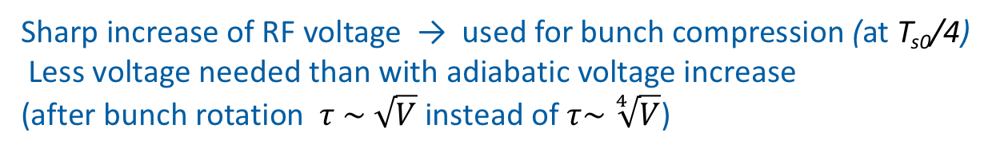 Sharp increase of RF voltage → used for bunch compression (at Tₛ₀/4)
Less voltage needed than with adiabatic voltage increase
(after bunch rotation τ ~ √V instead of τ~ ∜V)